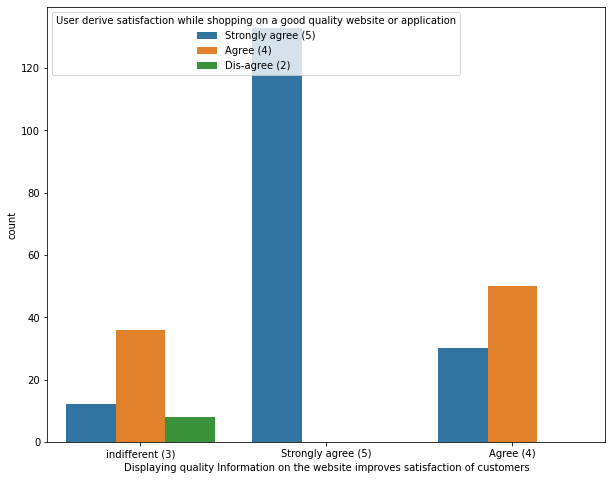 User derive satisfaction while shopping on a good quality website or application
Strongly agree (5)
Agree (4)
Dis-agree (2)
120
100
80
60
40
20
0
count
indifferent (3)
Strongly agree (5)
Agree (4)
Displaying quality Information on the website improves satisfaction of customers